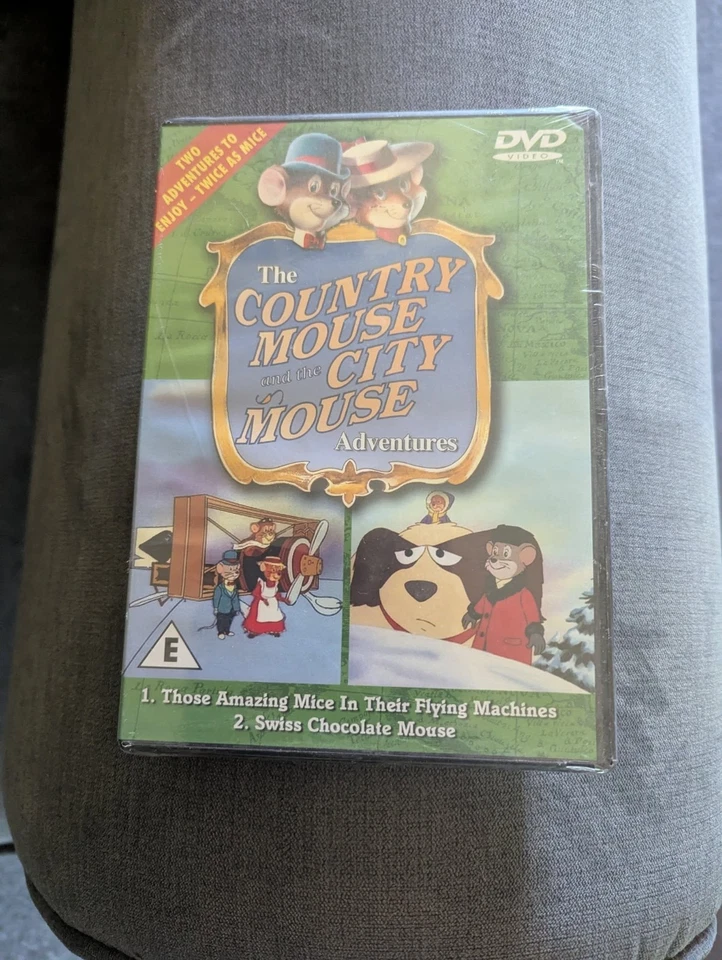 TWO
ADVENTURES TO
ENJOY – TWICE AS MICE
DVD
VIDEO
The
COUNTRY
MOUSE
and the CITY
MOUSE
Adventures
E
1. Those Amazing Mice In Their Flying Machines
2. Swiss Chocolate Mouse